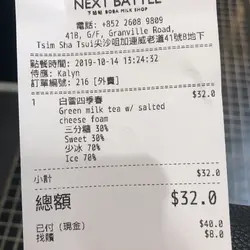 NEXT BATTLE
下一站 BOBA MILK SHOP
電話: +852 2608 9809
41B, G/F, Granville Road,
Tsim Sha Tsui尖沙咀加連威老道41號B地下
點餐時間 :2019-10-14 13:24:32
侍應: Kalyn
訂單編號 :216 [外賣]
1 白雪四季春 $32.0
Green milk tea w/ salted
cheese foam
三分糖 30%
Sweet 30%
少冰 70%
Ice 70%
小計 $32.0
總額 $32.0
已付 (現金) $40.0
找贖 $8.0